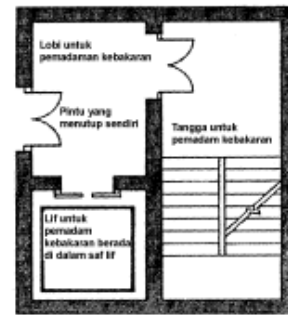 Lobi untuk
pemadaman kebakaran
Pintu yang
menutup sendiri
Tangga untuk
pemadam kebakaran
Lif untuk
pemadam
kebakaran berada
di dalam saf lif